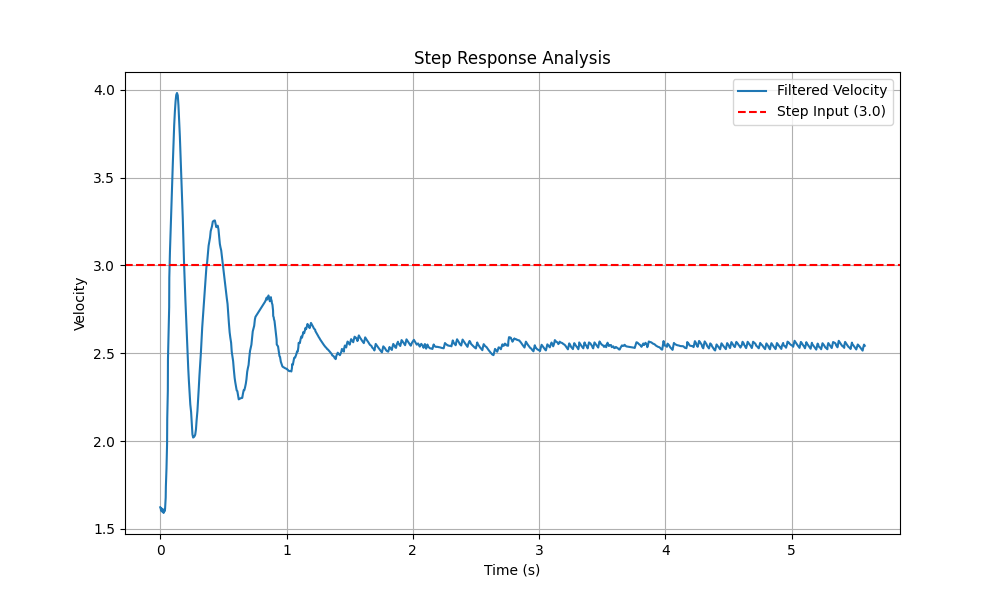 Step Response Analysis
Filtered Velocity
Step Input (3.0)
4.0
3.5
3.0
2.5
2.0
1.5
Velocity
0 1 2 3 4 5
Time (s)